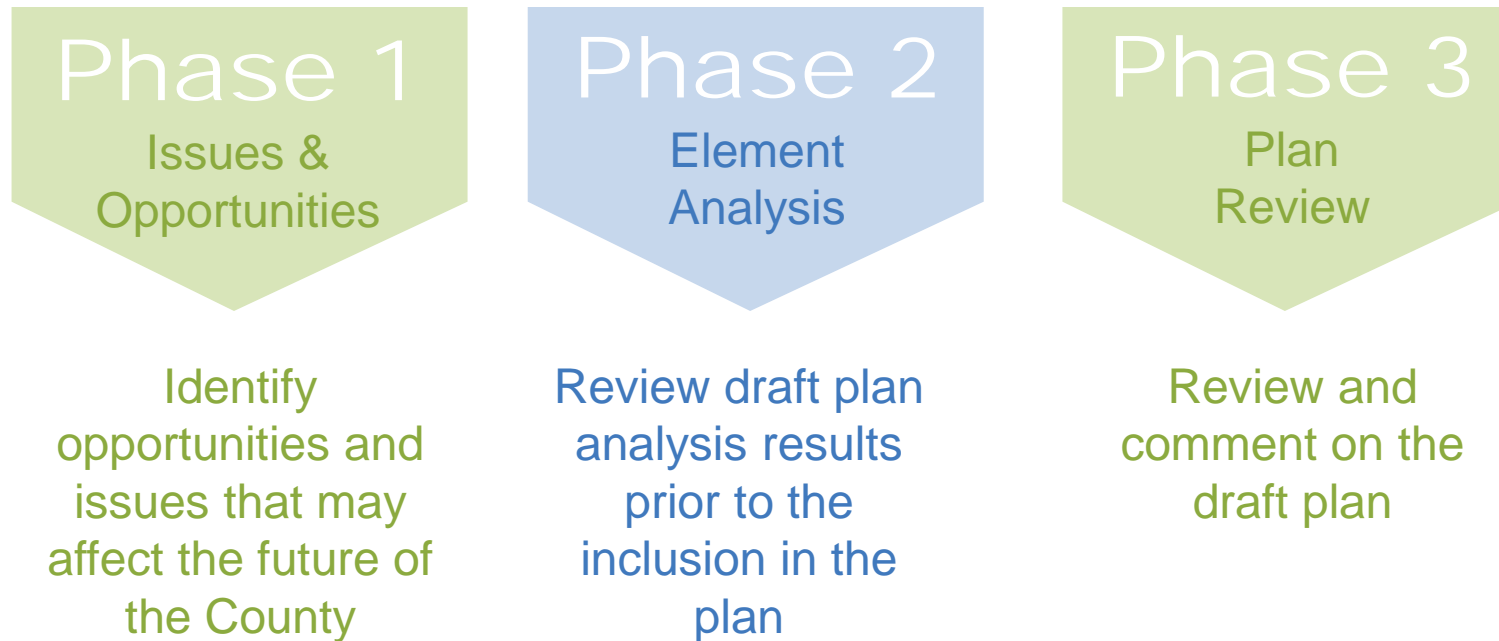 Phase 1
Issues &
Opportunities
Identify
opportunities and
issues that may
affect the future of
the County
Phase 2
Element
Analysis
Review draft plan
analysis results
prior to the
inclusion in the
plan
Phase 3
Plan
Review
Review and
comment on the
draft plan